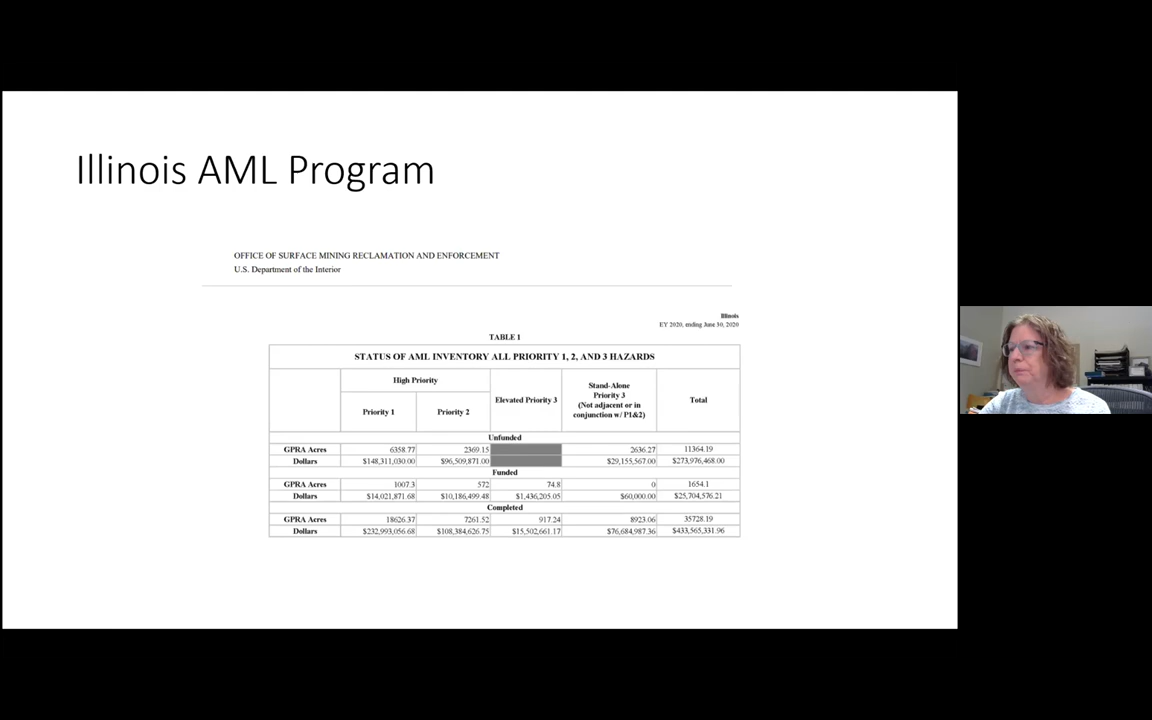 Illinois AML Program
OFFICE OF SURFACE MINING RECLAMATION AND ENFORCEMENT
U.S. Department of the Interior
Illinois
EY 2020, ending June 30, 2020
TABLE 1
STATUS OF AML INVENTORY ALL PRIORITY 1, 2, AND 3 HAZARDS
High Priority
Priority 1
Priority 2
Elevated Priority 3
Stand-Alone
Priority 3
(Not adjacent or in
conjunction w/ P1&2)
Total
Unfunded
GPRA Acres 6358.77 2369.15 2636.27 11364.19
Dollars $148,311,030.00 $96,509,871.00 $29,155,567.00 $273,976,468.00
Funded
GPRA Acres 1007.3 572 74.8 0 1654.1
Dollars $14,021,871.68 $10,186,499.48 $1,436,205.05 $60,000.00 $25,704,576.21
Completed
GPRA Acres 18626.37 7261.52 917.24 8923.06 35728.19
Dollars $232,993,056.68 $108,384,626.75 $15,502,661.17 $76,684,987.36 $433,565,331.96